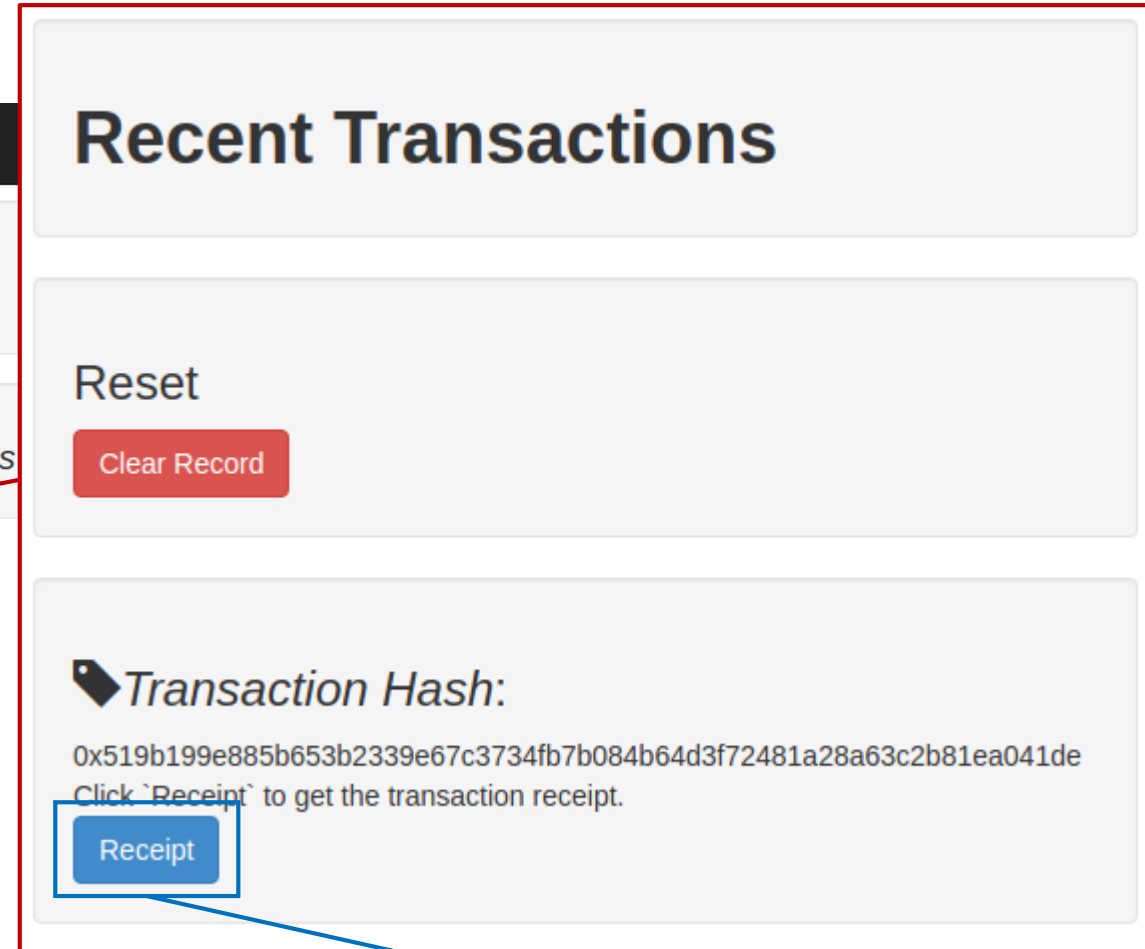 Recent Transactions
Reset
Clear Record
s
Transaction Hash:
0x519b199e885b653b2339e67c3734fb7b084b64d3f72481a28a63c2b81ea041de
Click `Receipt` to get the transaction receipt.
Receipt